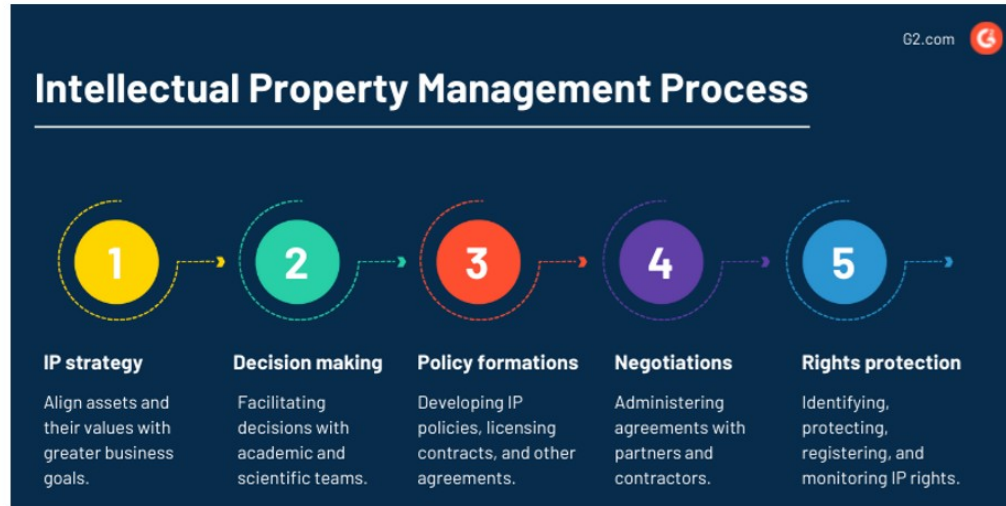 G2.com
Intellectual Property Management Process
1
2
3
4
5
IP strategy
Align assets and
their values with
greater business
goals.
Decision making
Facilitating
decisions with
academic and
scientific teams.
Policy formations
Developing IP
policies, licensing
contracts, and other
agreements.
Negotiations
Administering
agreements with
partners and
contractors.
Rights protection
Identifying,
protecting,
registering, and
monitoring IP rights.